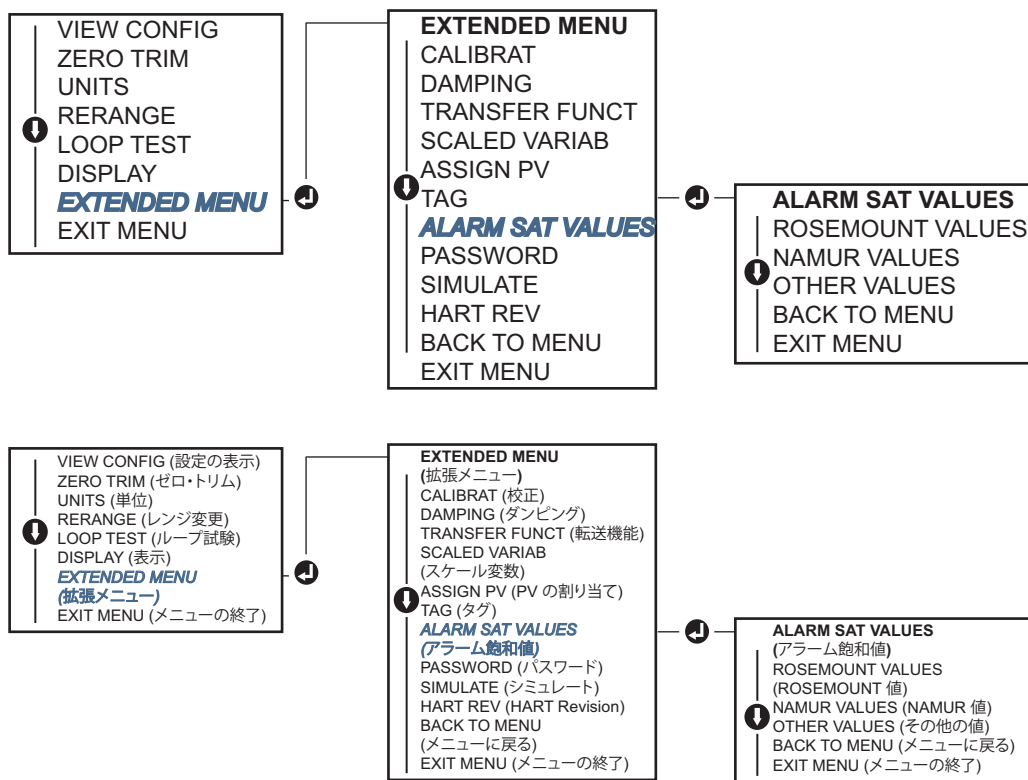 VIEW CONFIG
ZERO TRIM
UNITS
RERANGE
LOOP TEST
DISPLAY
EXTENDED MENU
EXIT MENU
EXTENDED MENU
CALIBRAT
DAMPING
TRANSFER FUNCT
SCALED VARIAB
ASSIGN PV
TAG
ALARM SAT VALUES
PASSWORD
SIMULATE
HART REV
BACK TO MENU
EXIT MENU
ALARM SAT VALUES
ROSEMOUNT VALUES
NAMUR VALUES
OTHER VALUES
BACK TO MENU
EXIT MENU
VIEW CONFIG (設定の表示)
ZERO TRIM (ゼロ・トリム)
UNITS (単位)
RERANGE (レンジ変更)
LOOP TEST (ループ試験)
DISPLAY (表示)
EXTENDED MENU
(拡張メニュー)
EXIT MENU (メニューの終了)
EXTENDED MENU
(拡張メニュー)
CALIBRAT (校正)
DAMPING (ダンピング)
TRANSFER FUNCT (転送機能)
SCALED VARIAB
(スケール変数)
ASSIGN PV (PV の割り当て)
TAG (タグ)
ALARM SAT VALUES
(アラーム飽和値)
PASSWORD (パスワード)
SIMULATE (シミュレート)
HART REV (HART Revision)
BACK TO MENU
(メニューに戻る)
EXIT MENU (メニューの終了)
ALARM SAT VALUES
(アラーム飽和値)
ROSEMOUNT VALUES
(ROSEMOUNT 値)
NAMUR VALUES (NAMUR 値)
OTHER VALUES (その他の値)
BACK TO MENU (メニューに戻る)
EXIT MENU (メニューの終了)